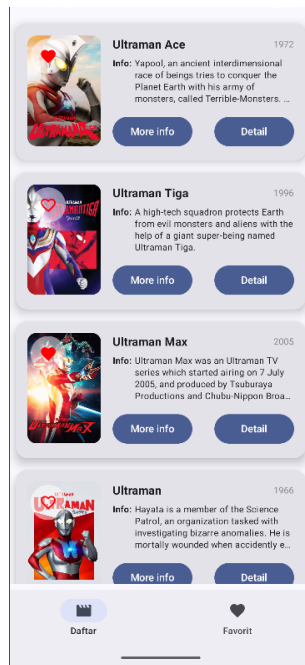 Ultraman Ace 1972
Info: Yapool, an ancient interdimensional
race of beings tries to conquer the
Planet Earth with his army of
monsters, called Terrible-Monsters. ...
More info Detail
Ultraman Tiga 1996
Info: A high-tech squadron protects Earth
from evil monsters and aliens with the
help of a giant super-being named
Ultraman Tiga.
More info Detail
Ultraman Max 2005
Info: Ultraman Max was an Ultraman TV
series which started airing on 7 July
2005, and produced by Tsuburaya
Productions and Chubu-Nippon Broa...
More info Detail
Ultraman 1966
Info: Hayata is a member of the Science
Patrol, an organization tasked with
investigating bizarre anomalies. He is
mortally wounded when accidently e...
More info Detail
Daftar Favorit